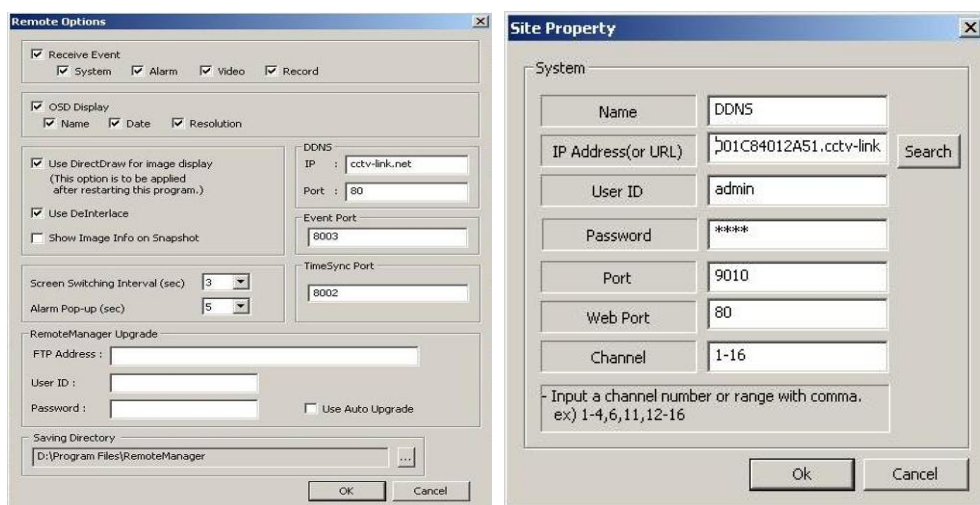 Remote Options
Receive Event
System Alarm Video Record
OSD Display
Name Date Resolution
Use DirectDraw for image display
(This option is to be applied
after restarting this program.)
Use DeInterlace
Show Image Info on Snapshot
DDNS
IP : cctv-link.net
Port : 80
Event Port
8003
Screen Switching Interval (sec) 3
Alarm Pop-up (sec) 5
TimeSync Port
8002
RemoteManager Upgrade
FTP Address :
User ID :
Password : Use Auto Upgrade
Saving Directory
D:\Program Files\RemoteManager ...
OK Cancel
Site Property
System
Name DDNS
IP Address(or URL) 01C84012A51.cctv-link Search
User ID admin
Password ****
Port 9010
Web Port 80
Channel 1-16
- Input a channel number or range with comma.
ex) 1-4,6,11,12-16
Ok Cancel